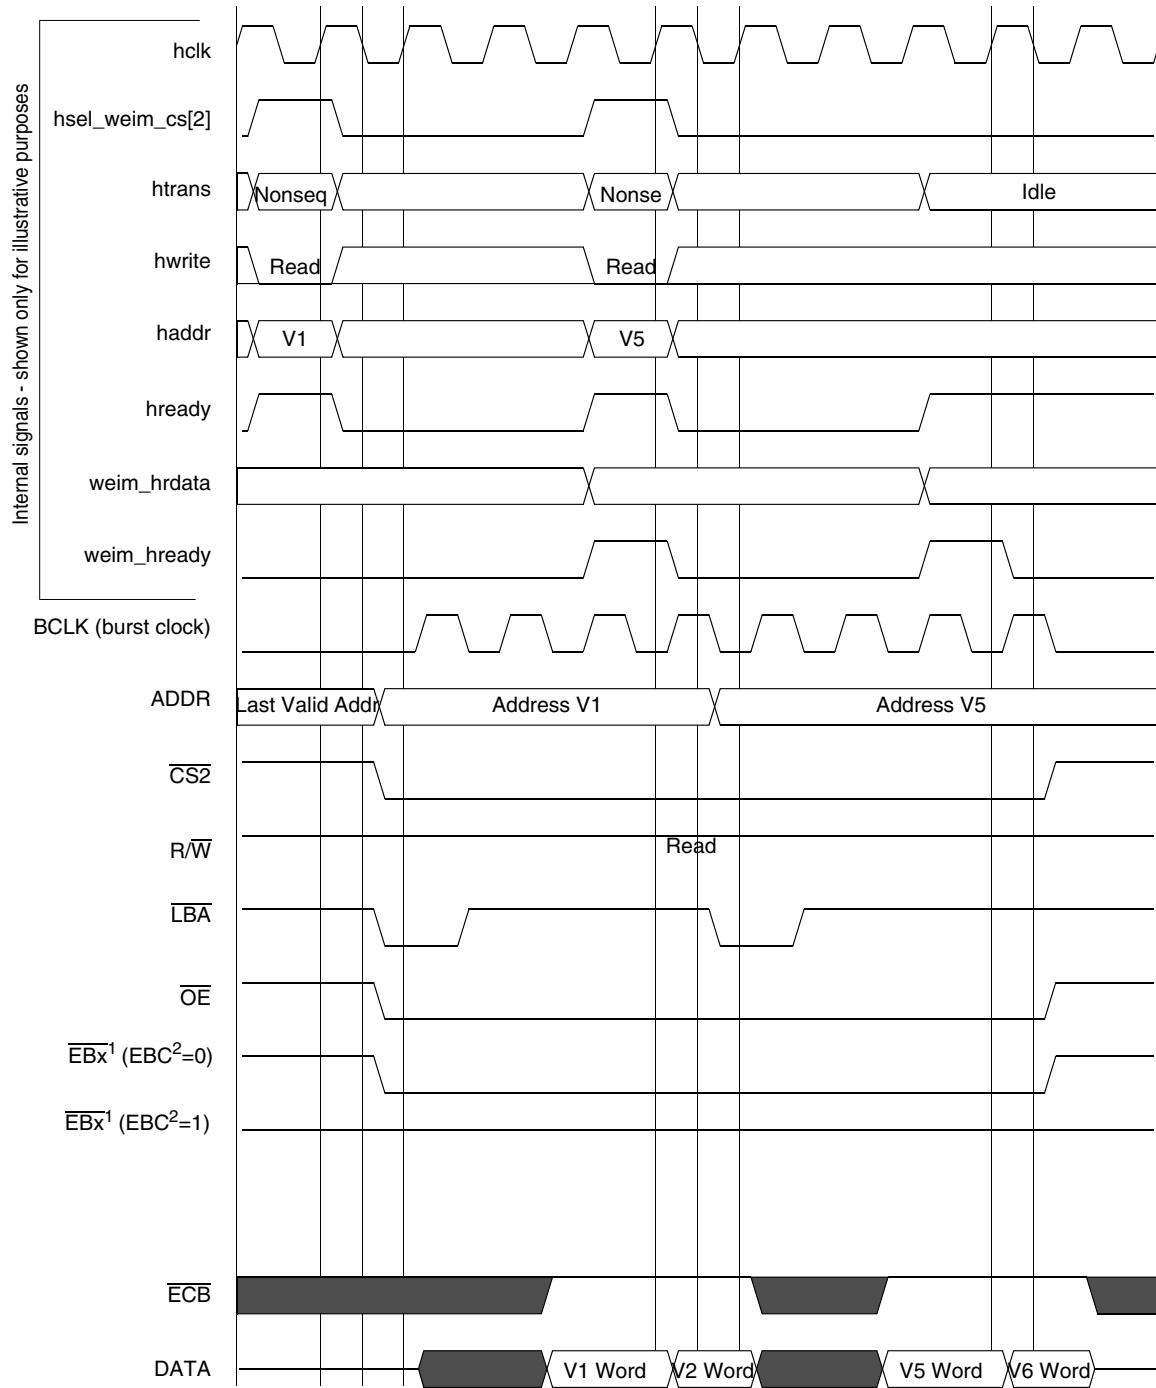 Internal signals - shown only for illustrative purposes
hclk
hsel_weim_cs[2]
htrans Nonseq Nonse Idle
hwrite Read Read
haddr V1 V5
hready
weim_hrdata
weim_hready
BCLK (burst clock)
ADDR Last Valid Addr Address V1 Address V5
CS2
R/W Read
LBA
OE
EBx¹ (EBC²=0)
EBx¹ (EBC²=1)
ECB
DATA V1 Word V2 Word V5 Word V6 Word